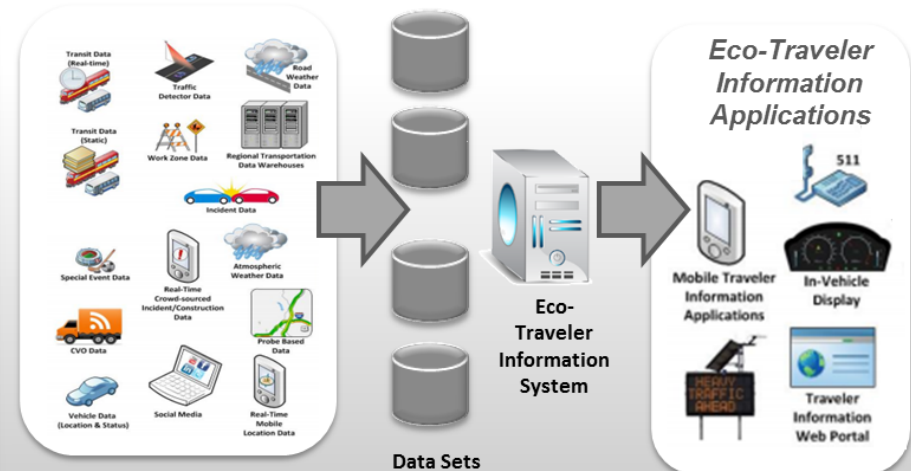 Transit Data
(Real-time)
Traffic
Detector Data
Road
Weather
Data
Transit Data
(Static)
Work Zone Data
Regional Transportation
Data Warehouses
Incident Data
Special Event Data
Real-Time
Crowd-sourced
Incident/Construction
Data
Atmospheric
Weather Data
CVO Data
Probe Based
Data
Vehicle Data
(Location & Status)
Social Media
Real-Time
Mobile
Location Data
Data Sets
Eco-
Traveler
Information
System
Eco-Traveler
Information
Applications
511
Mobile Traveler
Information
Applications
In-Vehicle
Display
HEAVY
TRAFFIC
AHEAD
Traveler
Information
Web Portal